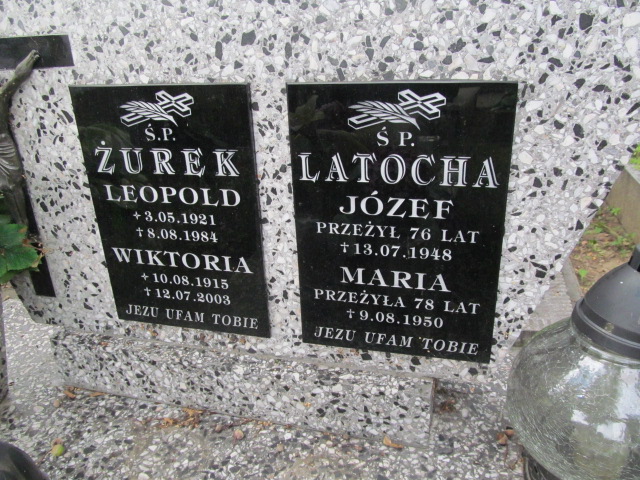 Ś.P.
ŻUREK
LEOPOLD
+ 3.05.1921
+ 8.08.1984
WIKTORIA
+ 10.08.1915
+ 12.07.2003
JEZU UFAM TOBIE
Ś.P.
LATOCHA
JÓZEF
PRZEŻYŁ 76 LAT
+ 13.07.1948
MARIA
PRZEŻYŁA 78 LAT
+ 9.08.1950
JEZU UFAM TOBIE